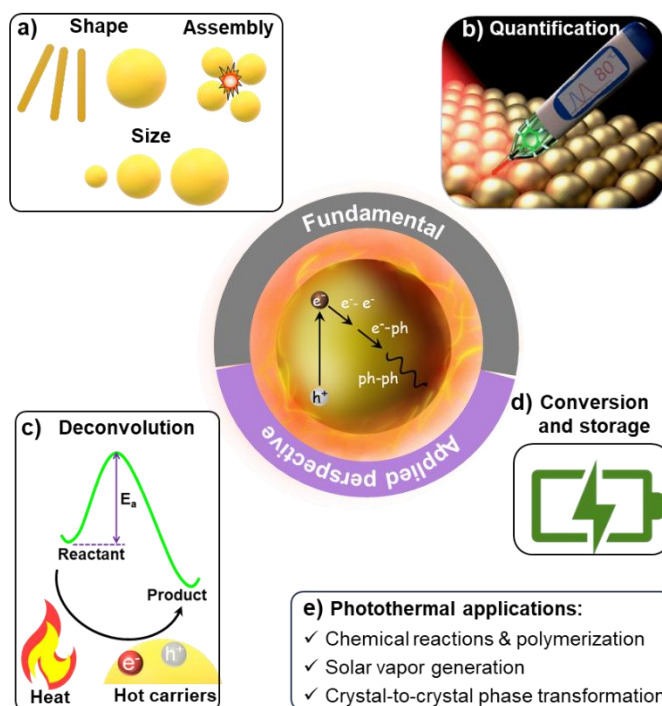 a) Shape Assembly
Size
b) Quantification
80
Fundamental
e⁻
e⁻- e⁻
e⁻-ph
ph-ph
h⁺
Applied perspective
c) Deconvolution
Eₐ
Reactant
Product
e⁻ h⁺
Heat Hot carriers
d) Conversion
and storage
e) Photothermal applications:
✓ Chemical reactions & polymerization
✓ Solar vapor generation
✓ Crystal-to-crystal phase transformation